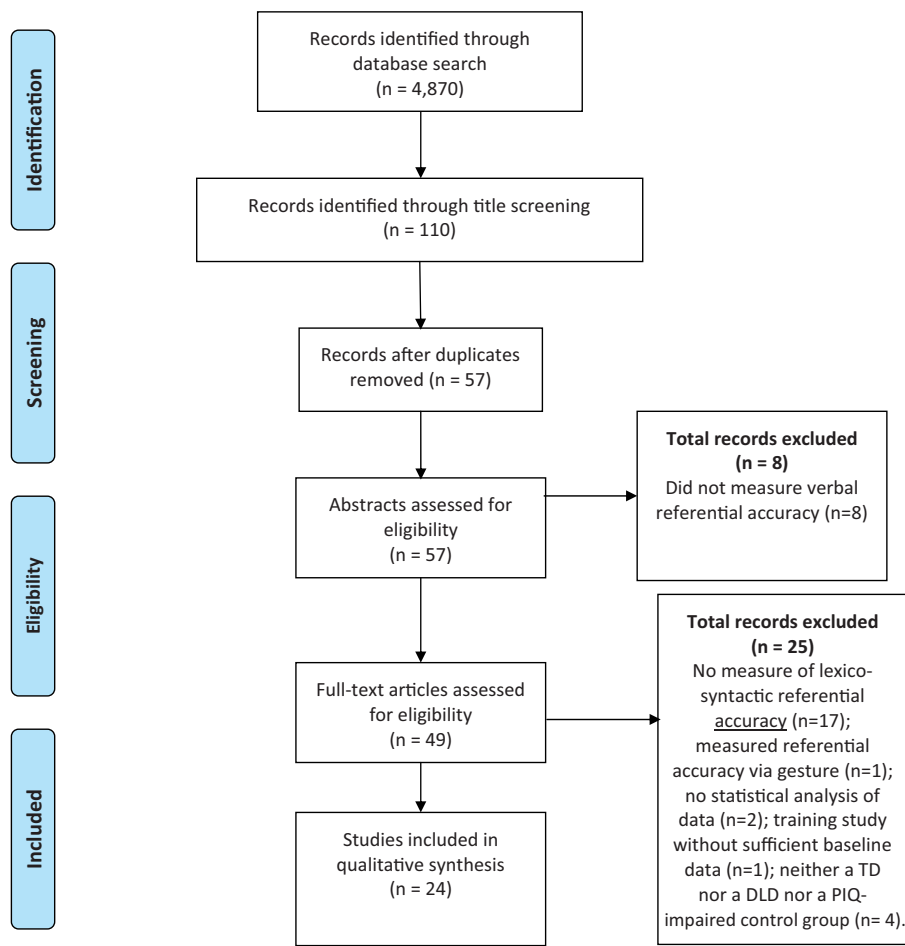 Identification
Records identified through
database search
(n = 4,870)
Records identified through title screening
(n = 110)
Screening
Records after duplicates
removed (n = 57)
Eligibility
Abstracts assessed for
eligibility
(n = 57)
Total records excluded
(n = 8)
Did not measure verbal
referential accuracy (n=8)
Full-text articles assessed
for eligibility
(n = 49)
Total records excluded
(n = 25)
No measure of lexico-
syntactic referential
accuracy (n=17);
measured referential
accuracy via gesture (n=1);
no statistical analysis of
data (n=2); training study
without sufficient baseline
data (n=1); neither a TD
nor a DLD nor a PIQ-
impaired control group (n= 4).
Included
Studies included in
qualitative synthesis
n = 24